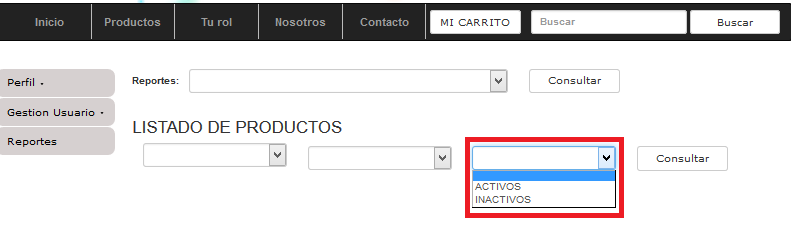 Inicio Productos Tu rol Nosotros Contacto MI CARRITO Buscar Buscar
Perfil
Reportes: Consultar
Gestion Usuario
Reportes
LISTADO DE PRODUCTOS
Consultar
ACTIVOS
INACTIVOS